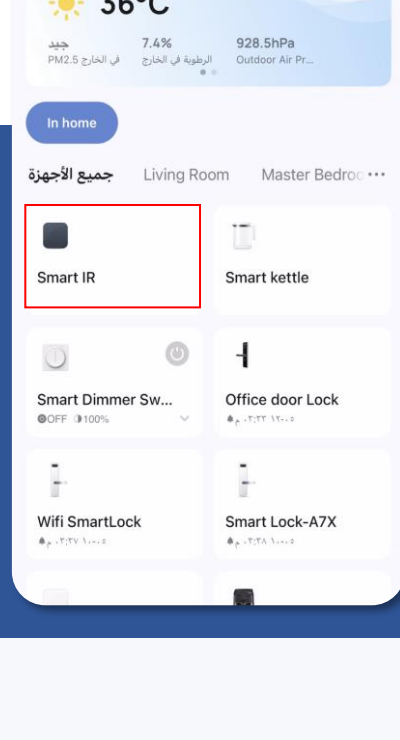 36°C
جيد
7.4%
928.5hPa
PM2.5 في الخارج
الرطوبة في الخارج
Outdoor Air Pr...
In home
جميع الأجهزة
Living Room
Master Bedroo
Smart IR
Smart kettle
Smart Dimmer Sw...
Office door Lock
OFF
100%
Wifi SmartLock
Smart Lock-A7X